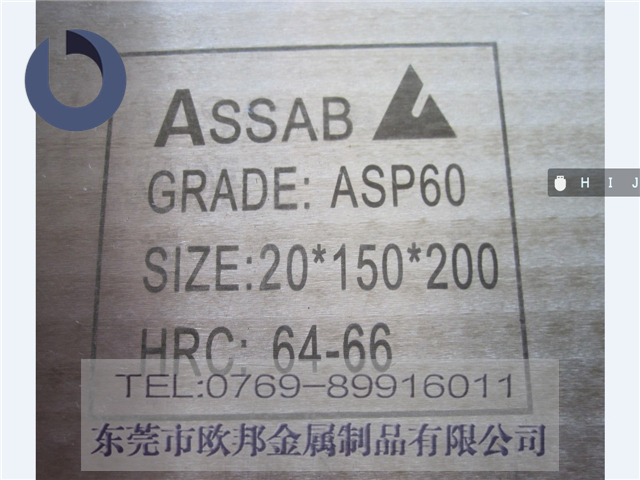 ASSAB
GRADE: ASP60
SIZE:20*150*200
HRC: 64-66
TEL:0769-89916011
东莞市欧邦金属制品有限公司
H I J